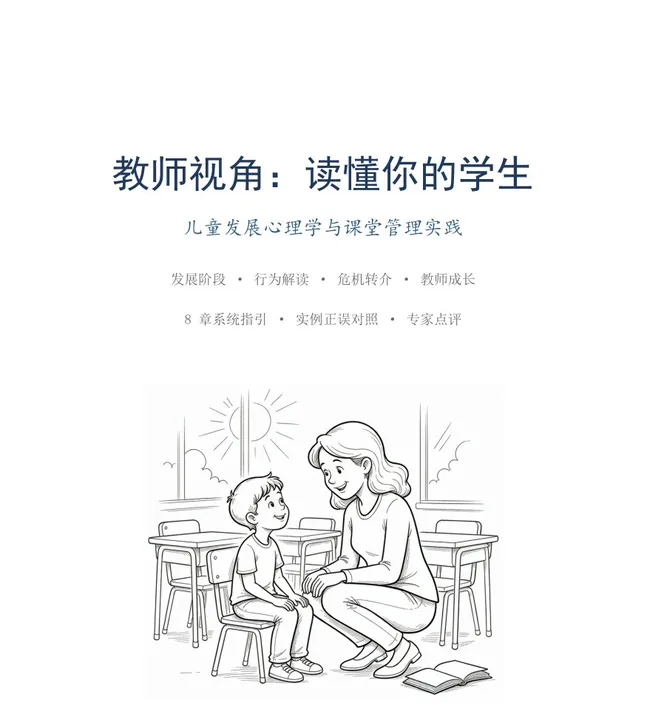 教师视角：读懂你的学生
儿童发展心理学与课堂管理实践
发展阶段 • 行为解读 • 危机转介 • 教师成长
8 章系统指引 • 实例正误对照 • 专家点评